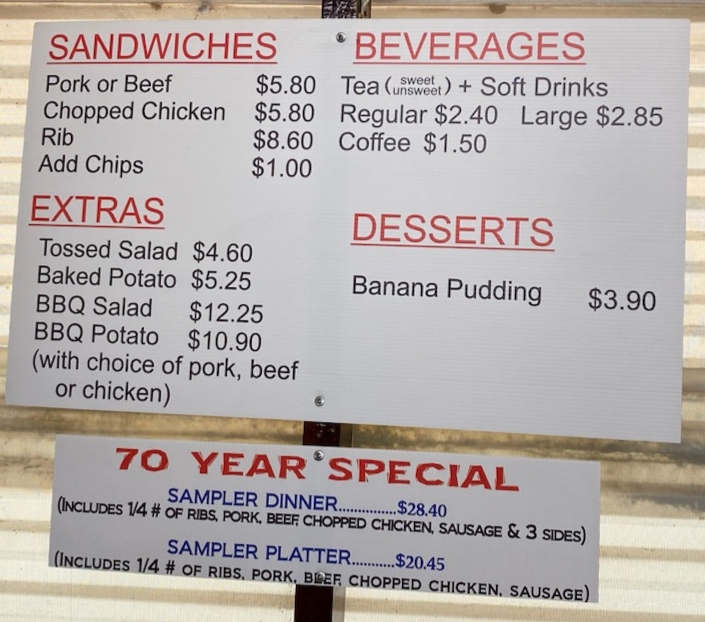 SANDWICHES
Pork or Beef $5.80
Chopped Chicken $5.80
Rib $8.60
Add Chips $1.00
EXTRAS
Tossed Salad $4.60
Baked Potato $5.25
BBQ Salad $12.25
BBQ Potato $10.90
(with choice of pork, beef
or chicken)
BEVERAGES
Tea (sweet unsweet) + Soft Drinks
Regular $2.40 Large $2.85
Coffee $1.50
DESSERTS
Banana Pudding $3.90
70 YEAR SPECIAL
SAMPLER DINNER...............$28.40
(INCLUDES 1/4 # OF RIBS, PORK, BEEF, CHOPPED CHICKEN, SAUSAGE & 3 SIDES)
SAMPLER PLATTER...........$20.45
(INCLUDES 1/4 # OF RIBS, PORK, BEEF, CHOPPED CHICKEN, SAUSAGE)